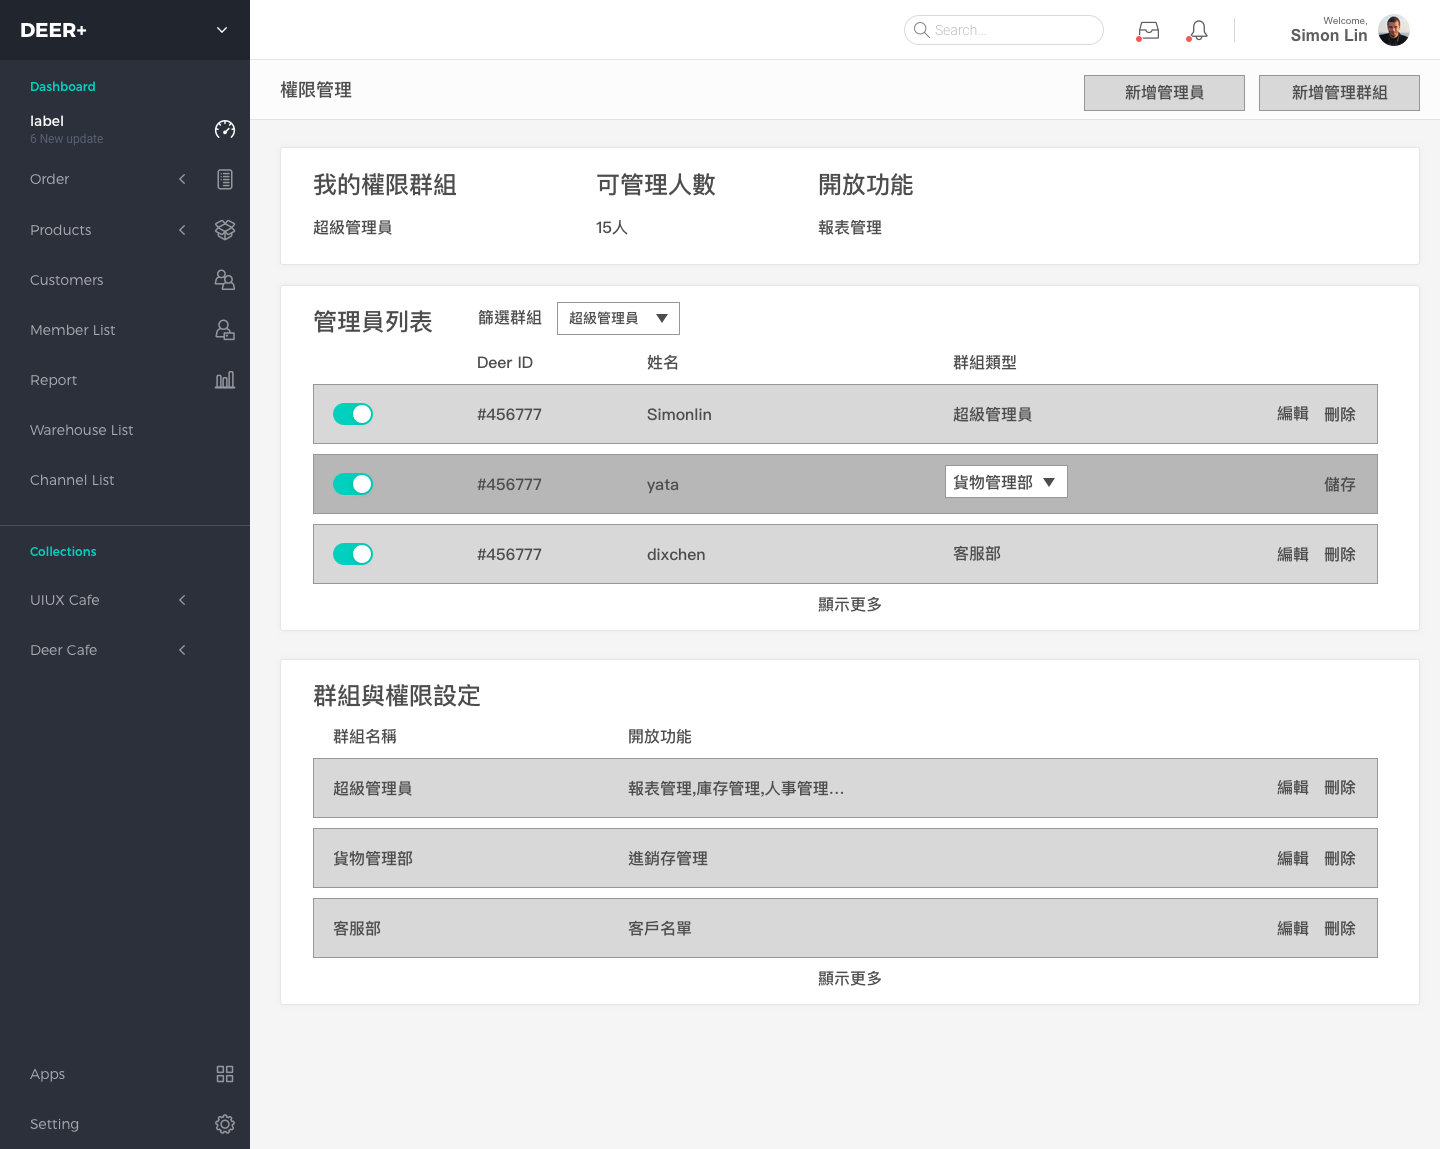 DEER+
Search...
Welcome,
Simon Lin
Dashboard
label
6 New update
Order
Products
Customers
Member List
Report
Warehouse List
Channel List
Collections
UIUX Cafe
Deer Cafe
Apps
Setting
權限管理
新增管理員
新增管理群組
我的權限群組 可管理人數 開放功能
超級管理員 15人 報表管理
管理員列表 篩選群組 超級管理員
Deer ID 姓名 群組類型
#456777 Simonlin 超級管理員 編輯 刪除
#456777 yata 貨物管理部 儲存
#456777 dixchen 客服部 編輯 刪除
顯示更多
群組與權限設定
群組名稱 開放功能
超級管理員 報表管理,庫存管理,人事管理... 編輯 刪除
貨物管理部 進銷存管理 編輯 刪除
客服部 客戶名單 編輯 刪除
顯示更多